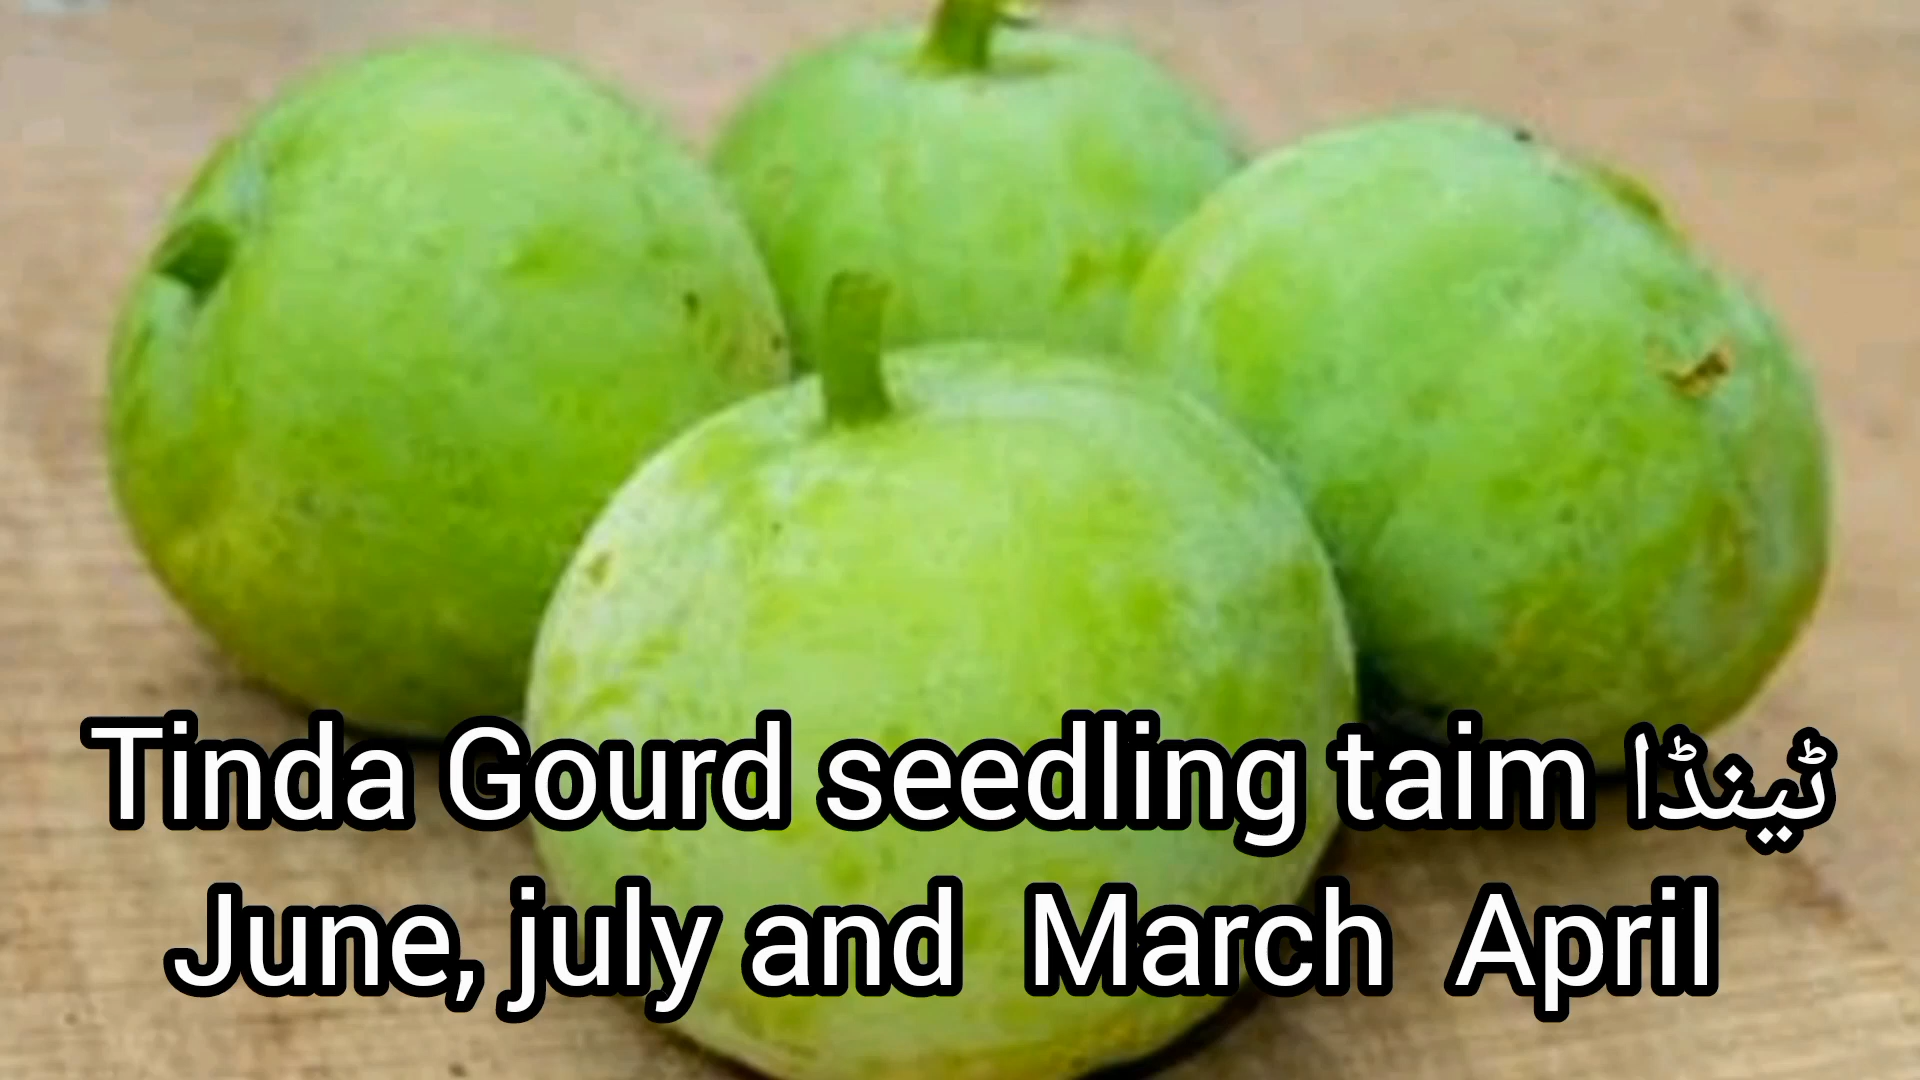 Tinda Gourd seedling taim ٹینڈا
June, july and March April